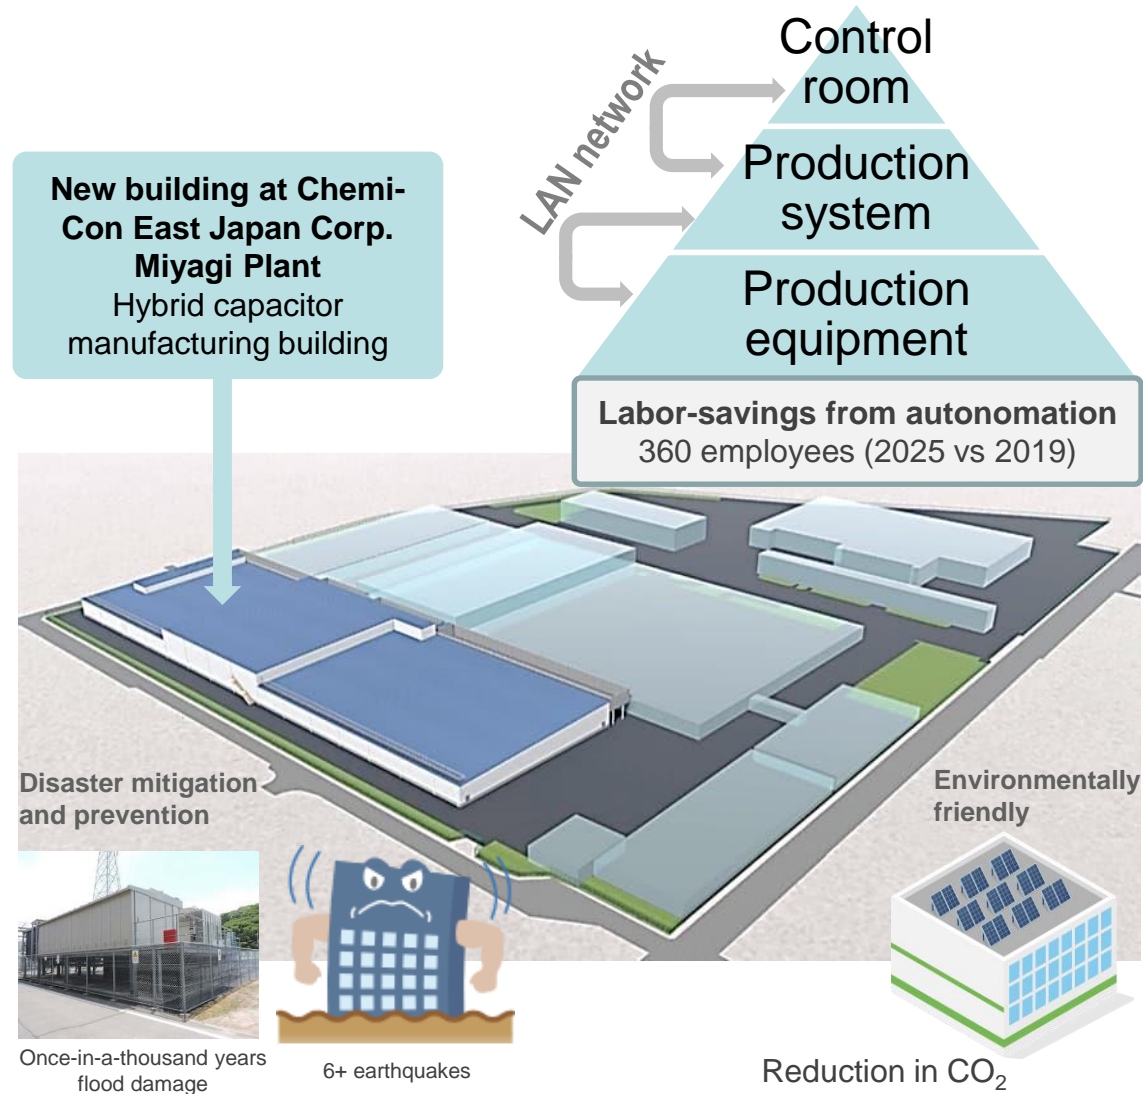 Control
room
LAN network
Production
system
Production
equipment
New building at Chemi-
Con East Japan Corp.
Miyagi Plant
Hybrid capacitor
manufacturing building
Labor-savings from autonomation
360 employees (2025 vs 2019)
Disaster mitigation
and prevention
Environmentally
friendly
Once-in-a-thousand years
flood damage
6+ earthquakes
Reduction in CO₂